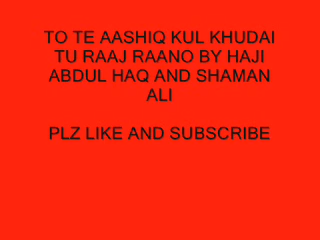 TO TE AASHIQ KUL KHUDAI
TU RAAJ RAANO BY HAJI
ABDUL HAQ AND SHAMAN
ALI
PLZ LIKE AND SUBSCRIBE